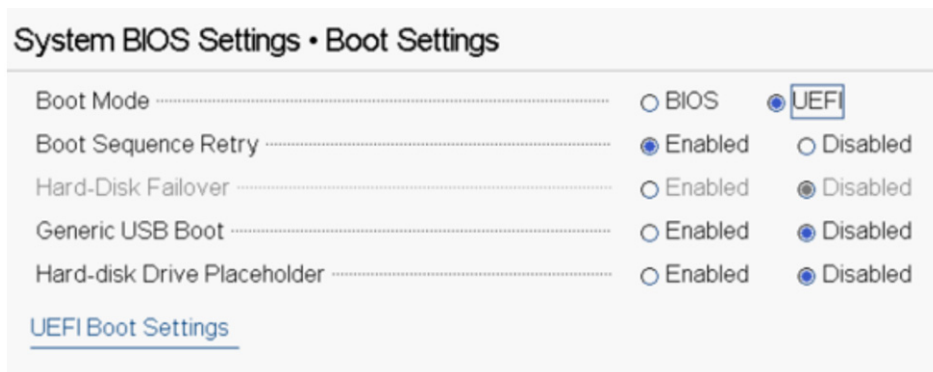 System BIOS Settings • Boot Settings
Boot Mode BIOS UEFI
Boot Sequence Retry Enabled Disabled
Hard-Disk Failover Enabled Disabled
Generic USB Boot Enabled Disabled
Hard-disk Drive Placeholder Enabled Disabled
UEFI Boot Settings